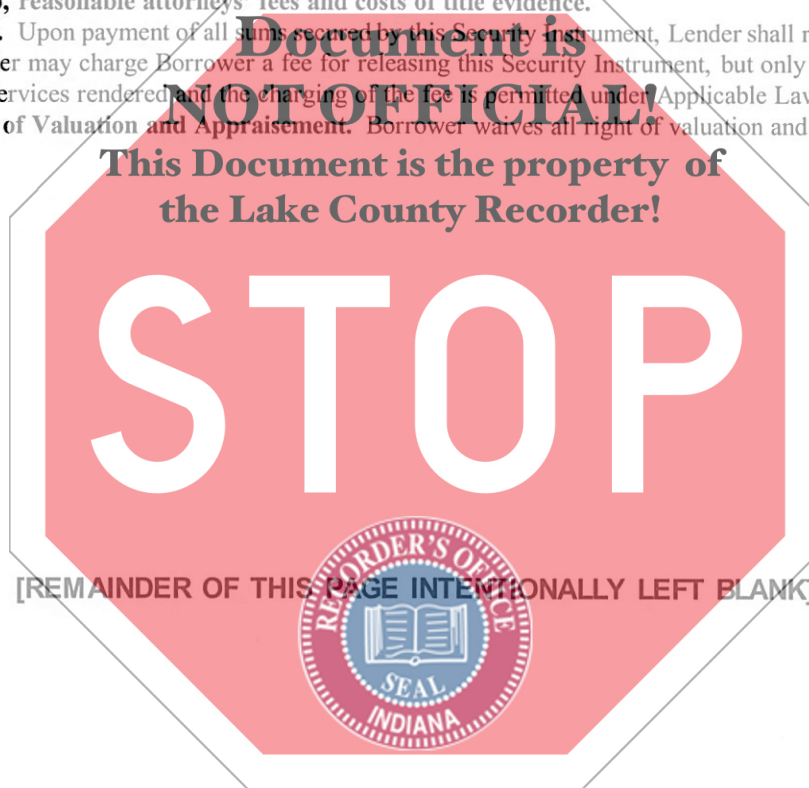 , reasonable attorneys' fees and costs of title evidence.
. Upon payment of all sums secured by this Security Instrument, Lender shall
er may charge Borrower a fee for releasing this Security Instrument, but only
ervices rendered and the charging of the fee is permitted under Applicable Lav
of Valuation and Appraisement. Borrower waives all right of valuation and
Document is
NOT OFFICIAL!
This Document is the property of
the Lake County Recorder!
STOP
[REMAINDER OF THIS PAGE INTENTIONALLY LEFT BLANK]
RECORDER'S OFFICE
SEAL
INDIANA